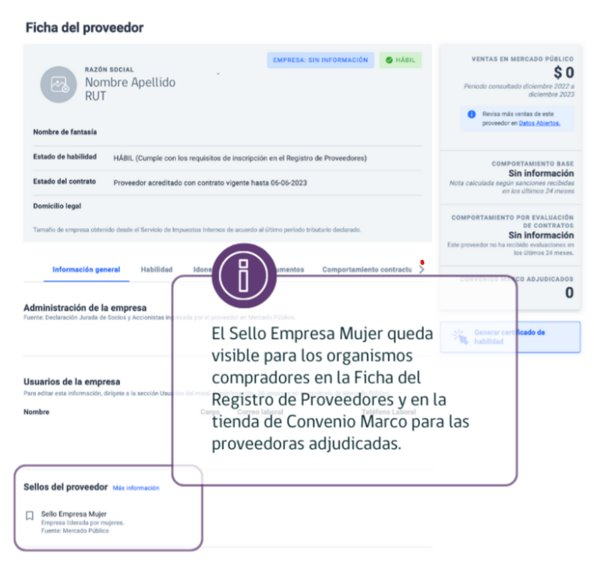 Ficha del proveedor
EMPRESA: SIN INFORMACIÓN
HÁBIL
RAZÓN SOCIAL
Nombre Apellido
RUT
Nombre de fantasía
Estado de habilidad HÁBIL (Cumple con los requisitos de inscripción en el Registro de Proveedores)
Estado del contrato Proveedor acreditado con contrato vigente hasta 06-06-2023
Domicilio legal
Tamaño de empresa obtenido desde el Servicio de Impuestos Internos de acuerdo al último período tributario declarado.
VENTAS EN MERCADO PÚBLICO
$ 0
Periodo consultado diciembre 2022 a
diciembre 2023
Revisa más ventas de este
proveedor en Datos Abiertos.
COMPORTAMIENTO BASE
Sin información
Nota calculada según sanciones recibidas
en los últimos 24 meses
COMPORTAMIENTO POR EVALUACIÓN
DE CONTRATOS
Sin información
Este proveedor no ha recibido evaluaciones en
los últimos 24 meses.
CONVENIOS MARCO ADJUDICADOS
0
Generar certificado de
habilidad
Información general Habilidad Comportamiento contractu
Administración de la empresa
Fuente: Declaración Jurada de Socios y Accionistas ingresada por el proveedor en Mercado Público.
Usuarios de la empresa
Para editar esta información, dirígete a la sección
Nombre Cargo Correo laboral Teléfono Laboral
El Sello Empresa Mujer queda
visible para los organismos
compradores en la Ficha del
Registro de Proveedores y en la
tienda de Convenio Marco para las
proveedoras adjudicadas.
Sellos del proveedor Más información
Sello Empresa Mujer
Empresa liderada por mujeres.
Fuente: Mercado Público